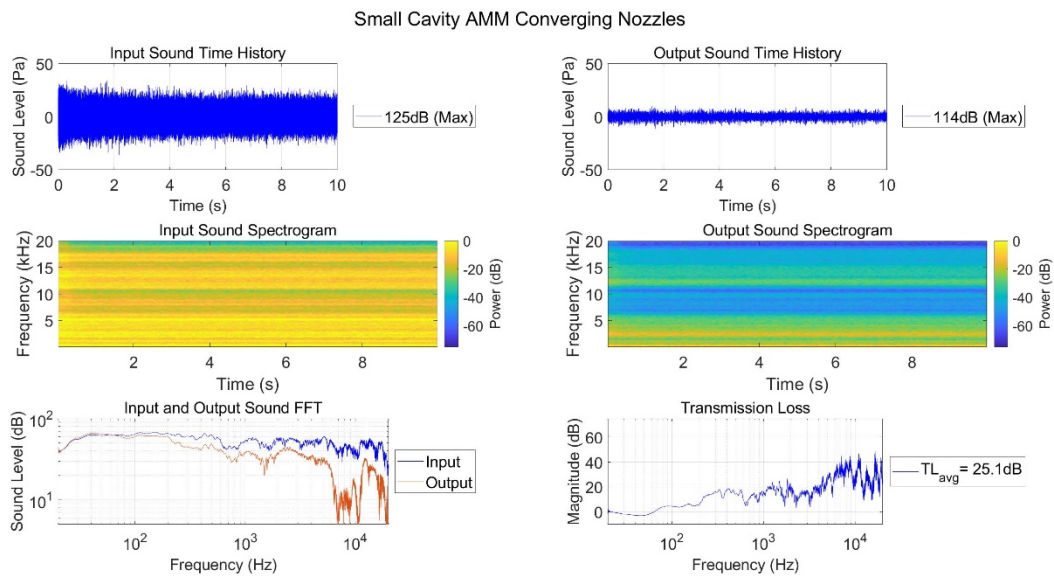 Small Cavity AMM Converging Nozzles
Input Sound Time History
Sound Level (Pa)
50
0
-50
0 2 4 6 8 10
Time (s)
125dB (Max)
Output Sound Time History
Sound Level (Pa)
50
0
-50
0 2 4 6 8 10
Time (s)
114dB (Max)
Input Sound Spectrogram
Frequency (kHz)
20
15
10
5
2 4 6 8
Time (s)
0
-20
-40
-60
Power (dB)
Output Sound Spectrogram
Frequency (kHz)
20
15
10
5
2 4 6 8
Time (s)
0
-20
-40
-60
Power (dB)
Input and Output Sound FFT
Sound Level (dB)
10²
10¹
10² 10³ 10⁴
Frequency (Hz)
Input
Output
Transmission Loss
Magnitude (dB)
60
40
20
0
10² 10³ 10⁴
Frequency (Hz)
TLavg = 25.1dB